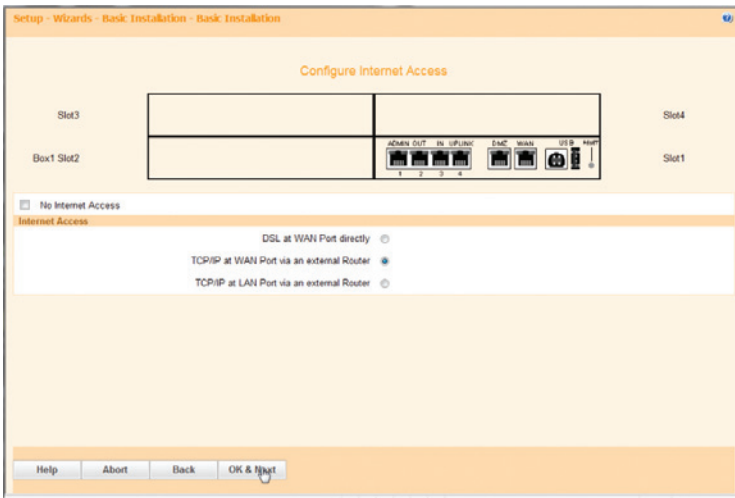 Setup - Wizards - Basic Installation - Basic Installation
Configure Internet Access
Slot3
Slot4
ADMIN OUT IN UPLINK DMZ WAN USB
Box1 Slot2
Slot1
1 2 3 4
No Internet Access
Internet Access
DSL at WAN Port directly
TCP/IP at WAN Port via an external Router
TCP/IP at LAN Port via an external Router
Help Abort Back OK & Next